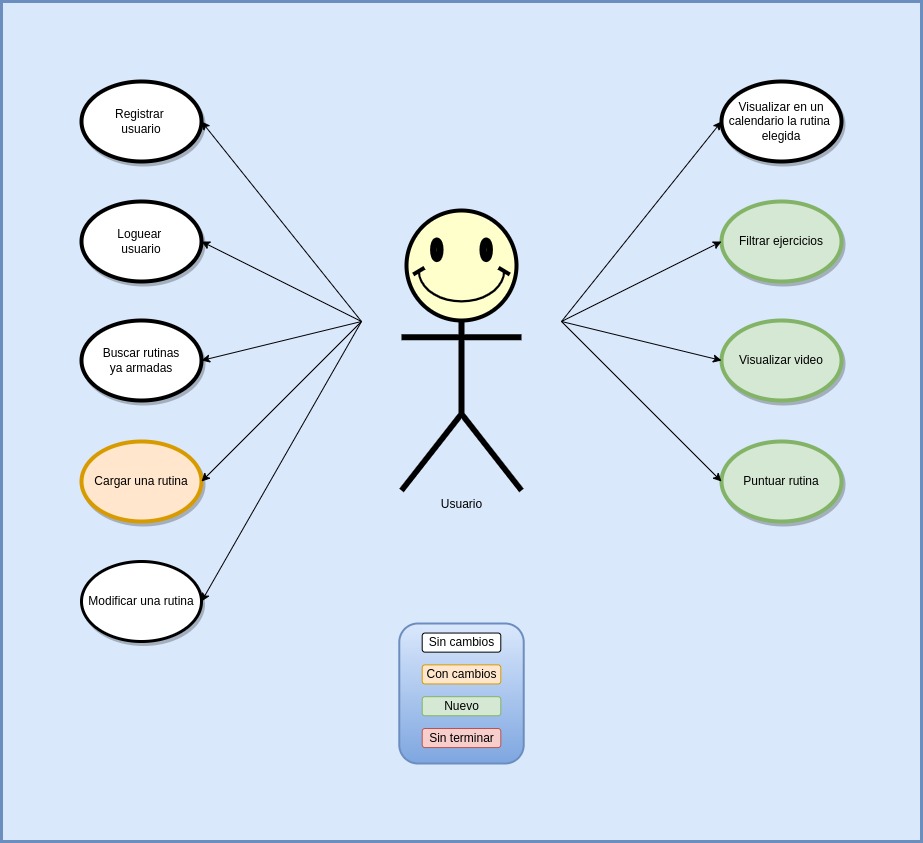 Registrar
usuario
Loguear
usuario
Buscar rutinas
ya armadas
Cargar una rutina
Modificar una rutina
Usuario
Visualizar en un
calendario la rutina
elegida
Filtrar ejercicios
Visualizar video
Puntuar rutina
Sin cambios
Con cambios
Nuevo
Sin terminar